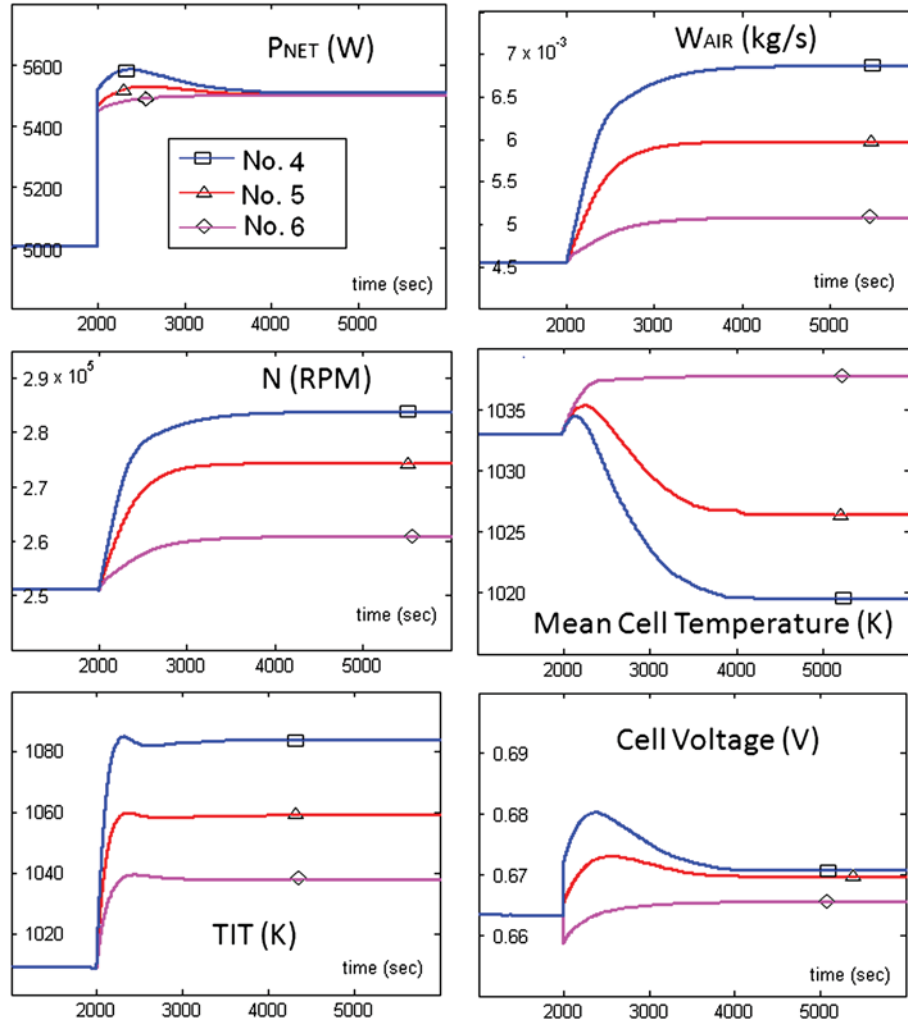 PNET (W)
5600
5400
5200
5000
No. 4
No. 5
No. 6
time (sec)
2000 3000 4000 5000
WAIR (kg/s)
7 x 10-3
6.5
6
5.5
5
4.5
time (sec)
2000 3000 4000 5000
N (RPM)
2.9 x 105
2.8
2.7
2.6
2.5
time (sec)
2000 3000 4000 5000
1035
1030
1025
1020
Mean Cell Temperature (K)
2000 3000 4000 5000
1080
1060
1040
1020
TIT (K)
time (sec)
2000 3000 4000 5000
Cell Voltage (V)
0.69
0.68
0.67
0.66
time (sec)
2000 3000 4000 5000